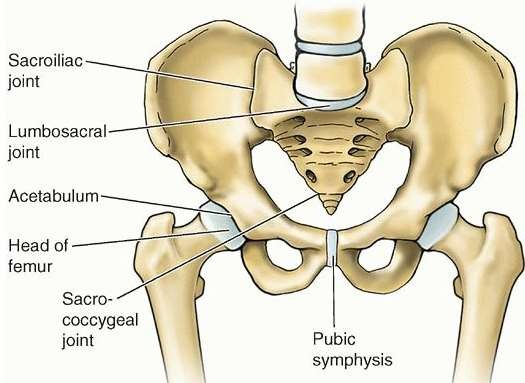 Sacroiliac
joint
Lumbosacral
joint
Acetabulum
Head of
femur
Sacro-
coccygeal
joint
Pubic
symphysis